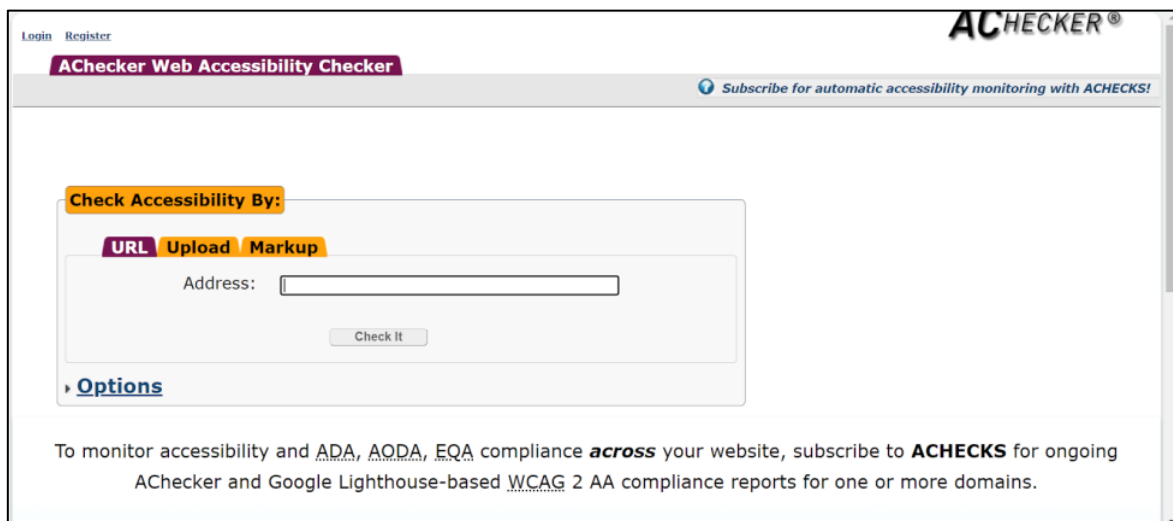 ACHECKER®
Login Register
AChecker Web Accessibility Checker
Subscribe for automatic accessibility monitoring with ACHECKS!
Check Accessibility By:
URL Upload Markup
Address:
Check It
Options
To monitor accessibility and ADA, AODA, EQA compliance across your website, subscribe to ACHECKS for ongoing
AChecker and Google Lighthouse-based WCAG 2 AA compliance reports for one or more domains.